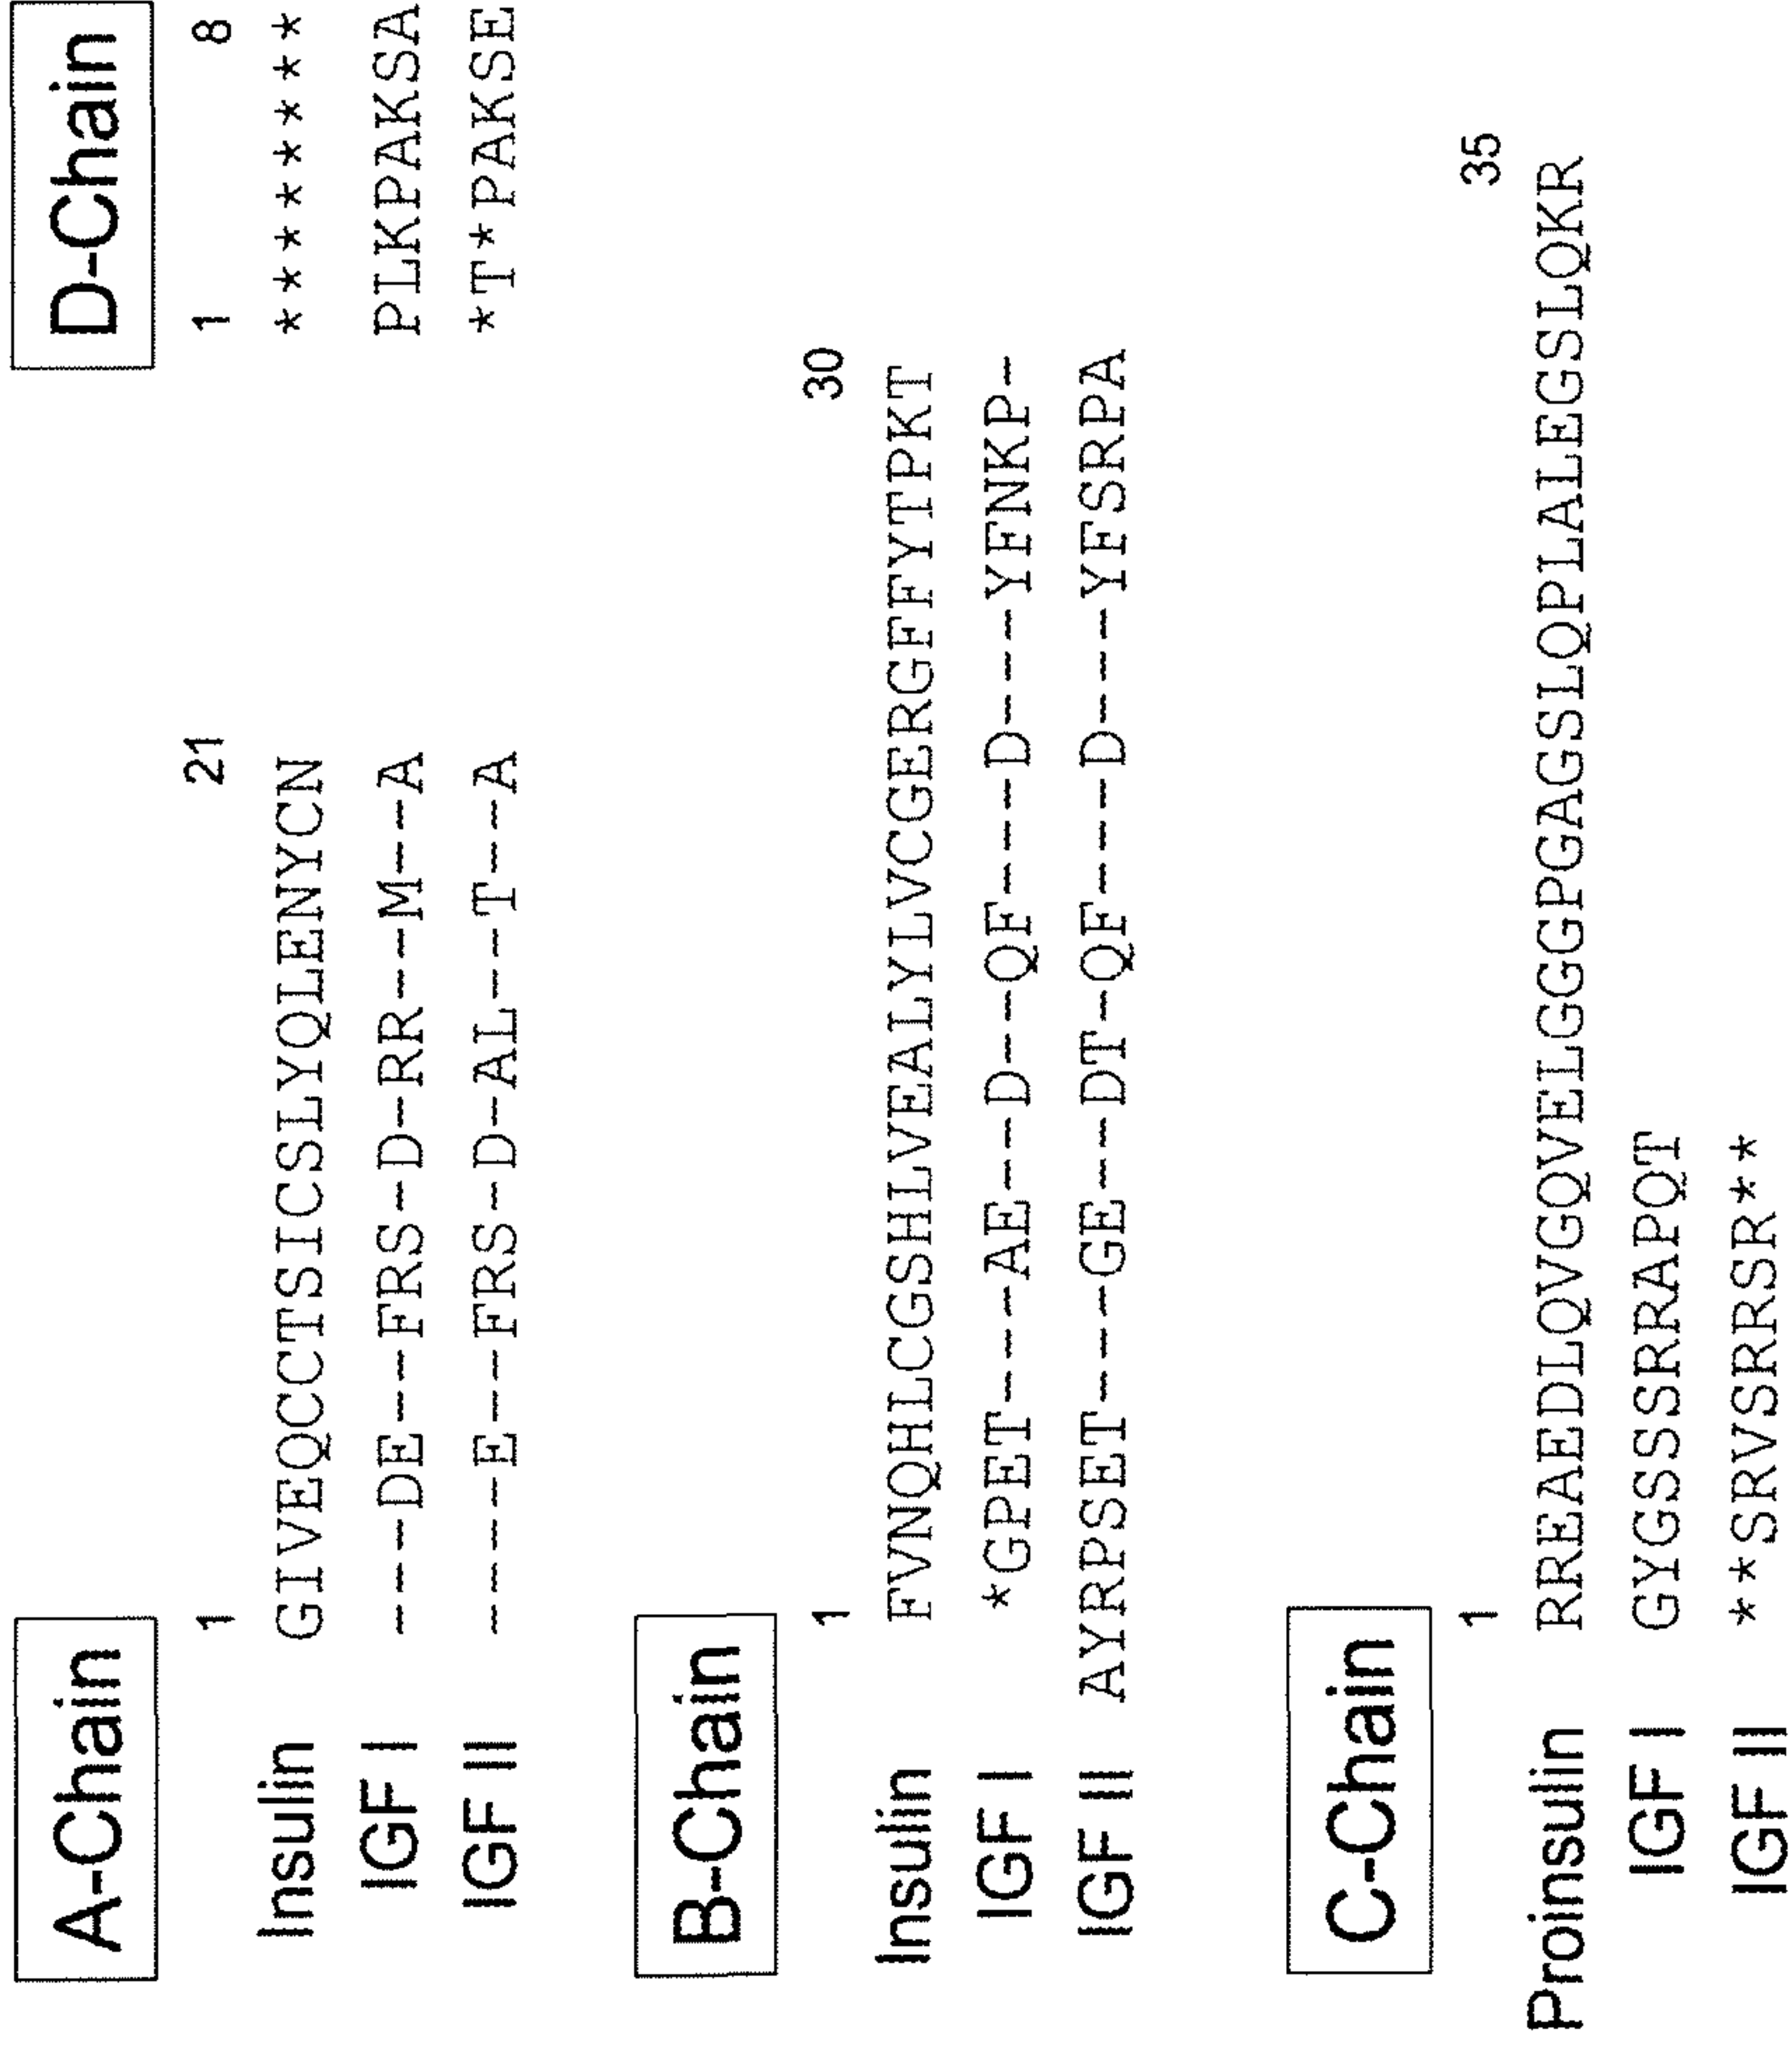 A-Chain
D-Chain
1 21 1 8
Insulin GIVEQCCTSICSLYQLENYCN ********
IGF I ---DE--FRS-D-RR--M--A PLKPAKSA
IGF II ----E--FRS-D-AL--T--A *T*PAKSE
B-Chain
1 30
Insulin FVNQHLCGSHLVEALYLVCGERGFFYTPKT
IGF I *GPET---AE--D--QF---D---YFNKP-
IGF II AYRPSET---GE--DT-QF---D---YFSRPA
C-Chain
1 35
Proinsulin RREAEDLQVGQVELGGGPGAGSLQPLALEGSLQKR
IGF I GYGSSSRRAPQT
IGF II **SRVSRRSR**